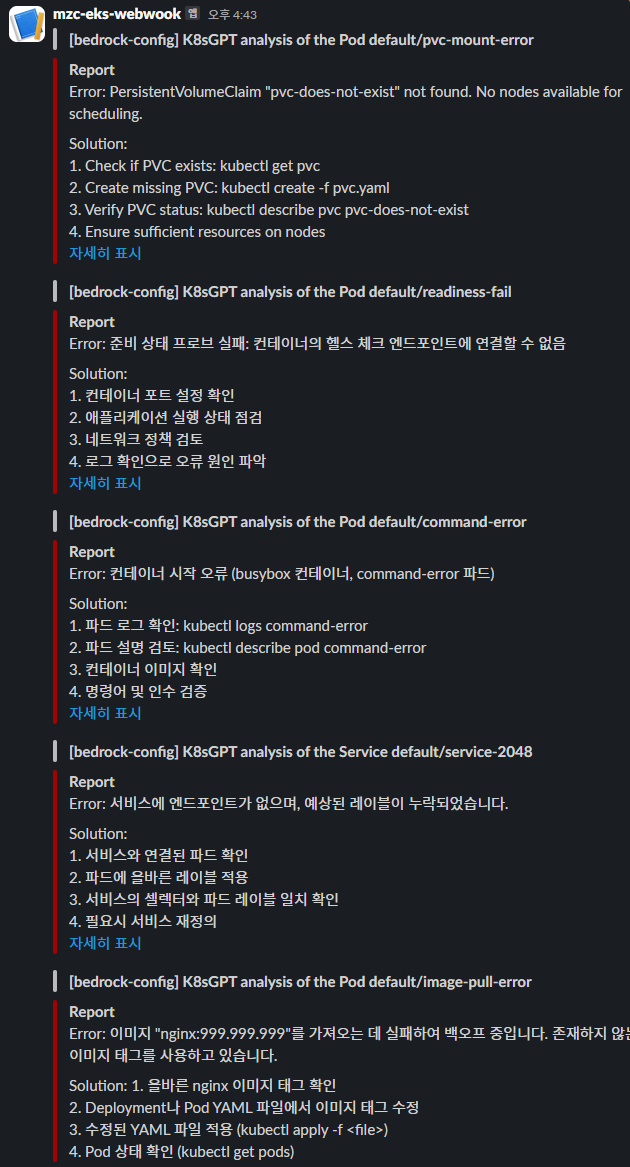 mzc-eks-webwook 앱 오후 4:43
[bedrock-config] K8sGPT analysis of the Pod default/pvc-mount-error
Report
Error: PersistentVolumeClaim "pvc-does-not-exist" not found. No nodes available for
scheduling.
Solution:
1. Check if PVC exists: kubectl get pvc
2. Create missing PVC: kubectl create -f pvc.yaml
3. Verify PVC status: kubectl describe pvc pvc-does-not-exist
4. Ensure sufficient resources on nodes
자세히 표시
[bedrock-config] K8sGPT analysis of the Pod default/readiness-fail
Report
Error: 준비 상태 프로브 실패: 컨테이너의 헬스 체크 엔드포인트에 연결할 수 없음
Solution:
1. 컨테이너 포트 설정 확인
2. 애플리케이션 실행 상태 점검
3. 네트워크 정책 검토
4. 로그 확인으로 오류 원인 파악
자세히 표시
[bedrock-config] K8sGPT analysis of the Pod default/command-error
Report
Error: 컨테이너 시작 오류 (busybox 컨테이너, command-error 파드)
Solution:
1. 파드 로그 확인: kubectl logs command-error
2. 파드 설명 검토: kubectl describe pod command-error
3. 컨테이너 이미지 확인
4. 명령어 및 인수 검증
자세히 표시
[bedrock-config] K8sGPT analysis of the Service default/service-2048
Report
Error: 서비스에 엔드포인트가 없으며, 예상된 레이블이 누락되었습니다.
Solution:
1. 서비스와 연결된 파드 확인
2. 파드에 올바른 레이블 적용
3. 서비스의 셀렉터와 파드 레이블 일치 확인
4. 필요시 서비스 재정의
자세히 표시
[bedrock-config] K8sGPT analysis of the Pod default/image-pull-error
Report
Error: 이미지 "nginx:999.999.999"를 가져오는 데 실패하여 백오프 중입니다. 존재하지 않는
이미지 태그를 사용하고 있습니다.
Solution: 1. 올바른 nginx 이미지 태그 확인
2. Deployment나 Pod YAML 파일에서 이미지 태그 수정
3. 수정된 YAML 파일 적용 (kubectl apply -f <file>)
4. Pod 상태 확인 (kubectl get pods)